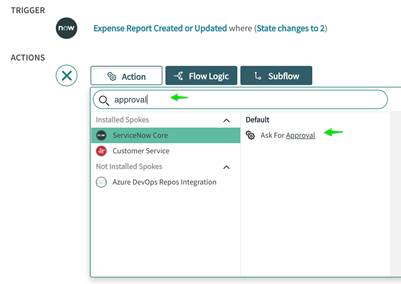 TRIGGER
now Expense Report Created or Updated where (State changes to 2)
ACTIONS
Action Flow Logic Subflow
approval
Installed Spokes Default
ServiceNow Core Ask For Approval
Customer Service
Not Installed Spokes
Azure DevOps Repos Integration